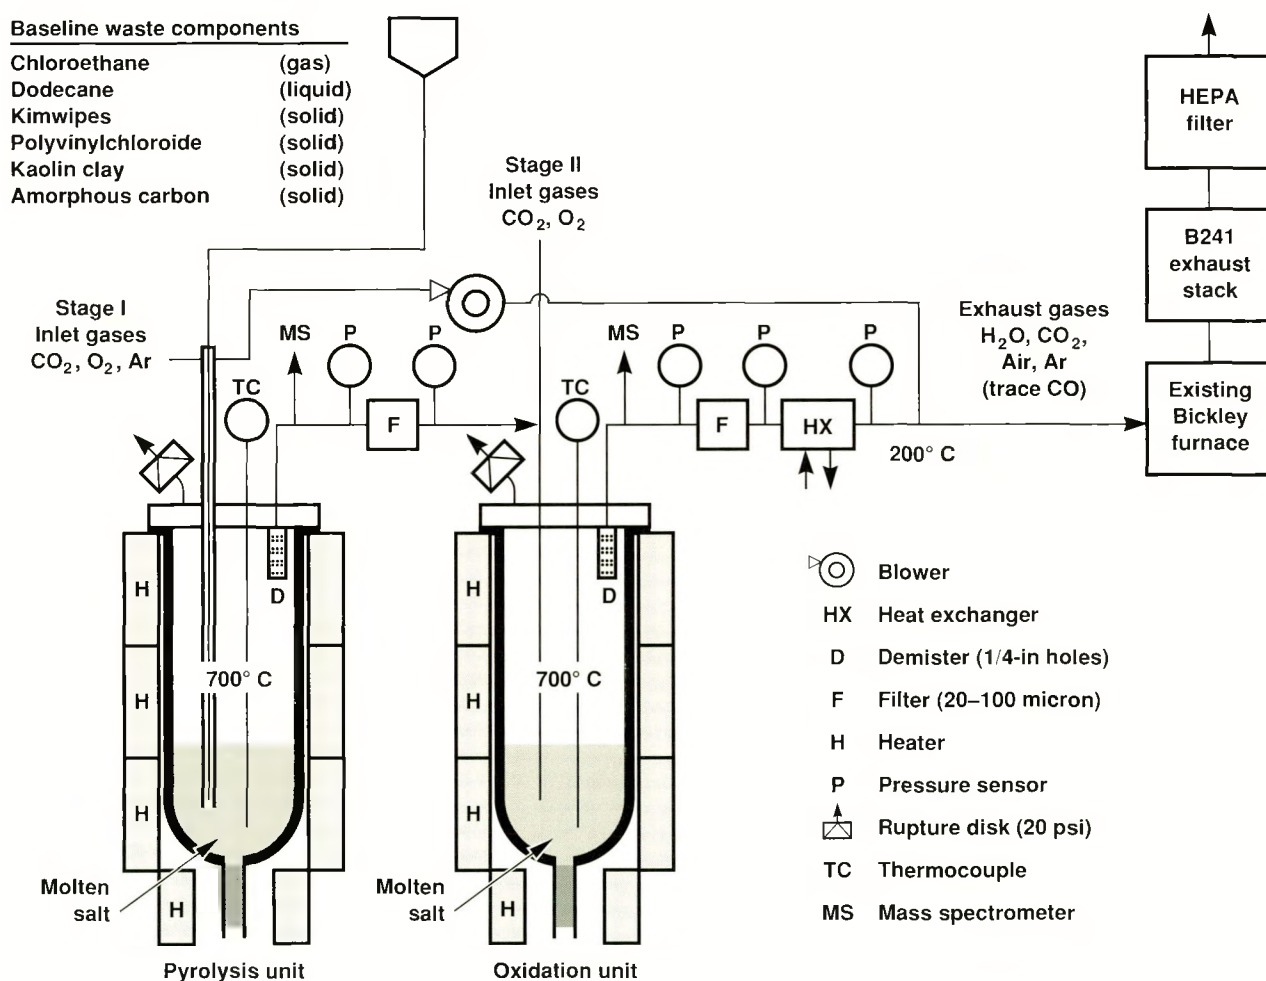 Baseline waste components
Chloroethane (gas)
Dodecane (liquid)
Kimwipes (solid)
Polyvinylchloride (solid)
Kaolin clay (solid)
Amorphous carbon (solid)
Stage I
Inlet gases
CO₂, O₂, Ar
Stage II
Inlet gases
CO₂, O₂
HEPA
filter
B241
exhaust
stack
Existing
Bickley
furnace
Exhaust gases
H₂O, CO₂,
Air, Ar
(trace CO)
200° C
MS
P
P
TC
F
MS
P
P
P
TC
F
HX
D
H
H
H
H
700° C
Molten
salt
Pyrolysis unit
D
H
H
H
H
700° C
Molten
salt
Oxidation unit
Blower
HX Heat exchanger
D Demister (1/4-in holes)
F Filter (20–100 micron)
H Heater
P Pressure sensor
Rupture disk (20 psi)
TC Thermocouple
MS Mass spectrometer